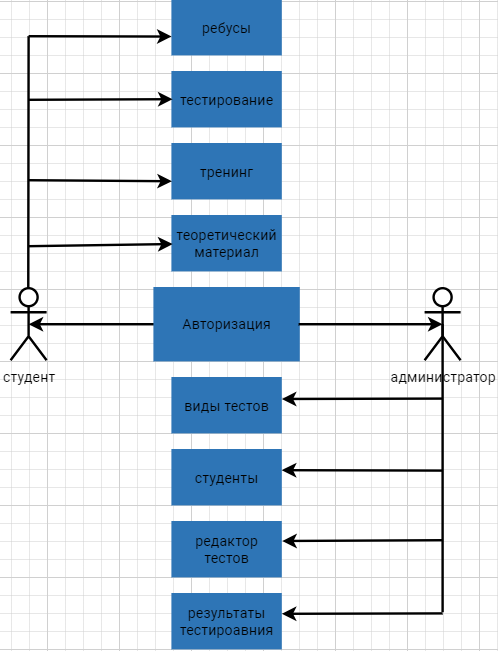 ребусы
тестирование
тренинг
теоретический
материал
Авторизация
студент
администратор
виды тестов
студенты
редактор
тестов
результаты
тестироавния